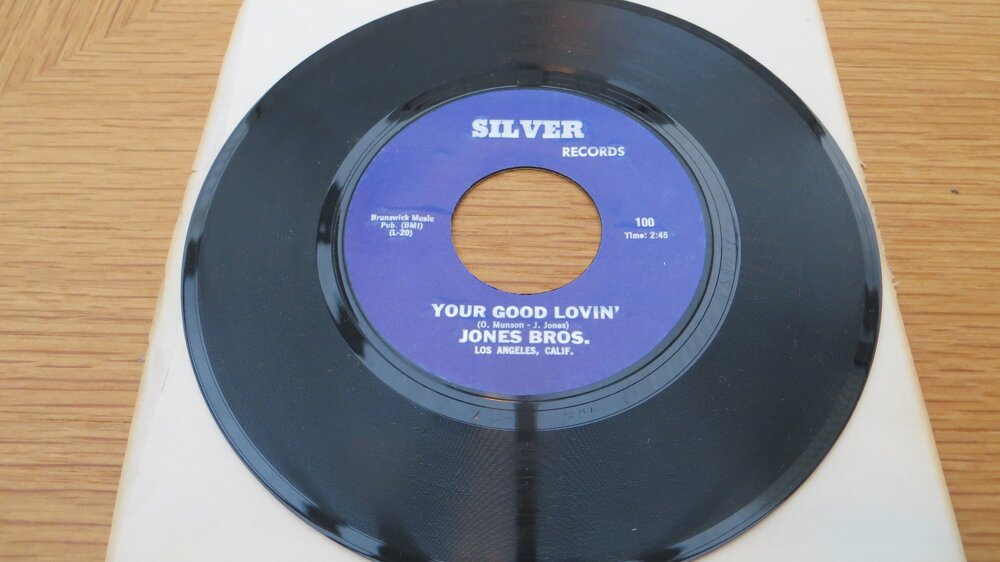 SILVER
RECORDS
Brunswick Music
Pub. (BMI)
(L-20)
100
Time: 2:45
YOUR GOOD LOVIN'
(O. Munson - J. Jones)
JONES BROS.
LOS ANGELES, CALIF.